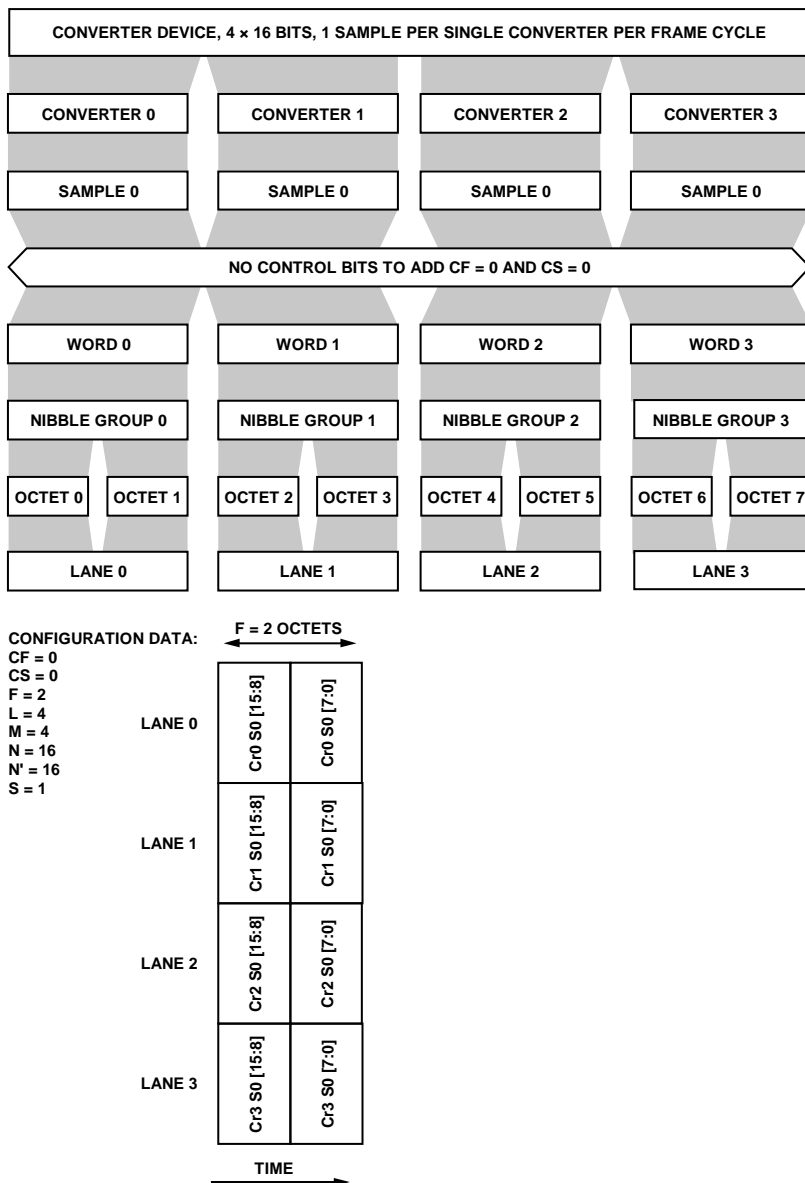 CONVERTER DEVICE, 4 × 16 BITS, 1 SAMPLE PER SINGLE CONVERTER PER FRAME CYCLE
CONVERTER 0 CONVERTER 1 CONVERTER 2 CONVERTER 3
SAMPLE 0 SAMPLE 0 SAMPLE 0 SAMPLE 0
NO CONTROL BITS TO ADD CF = 0 AND CS = 0
WORD 0 WORD 1 WORD 2 WORD 3
NIBBLE GROUP 0 NIBBLE GROUP 1 NIBBLE GROUP 2 NIBBLE GROUP 3
OCTET 0 OCTET 1 OCTET 2 OCTET 3 OCTET 4 OCTET 5 OCTET 6 OCTET 7
LANE 0 LANE 1 LANE 2 LANE 3
CONFIGURATION DATA:
CF = 0
CS = 0
F = 2
L = 4
M = 4
N = 16
N' = 16
S = 1
F = 2 OCTETS
LANE 0 Cr0 S0 [15:8] Cr0 S0 [7:0]
LANE 1 Cr1 S0 [15:8] Cr1 S0 [7:0]
LANE 2 Cr2 S0 [15:8] Cr2 S0 [7:0]
LANE 3 Cr3 S0 [15:8] Cr3 S0 [7:0]
TIME